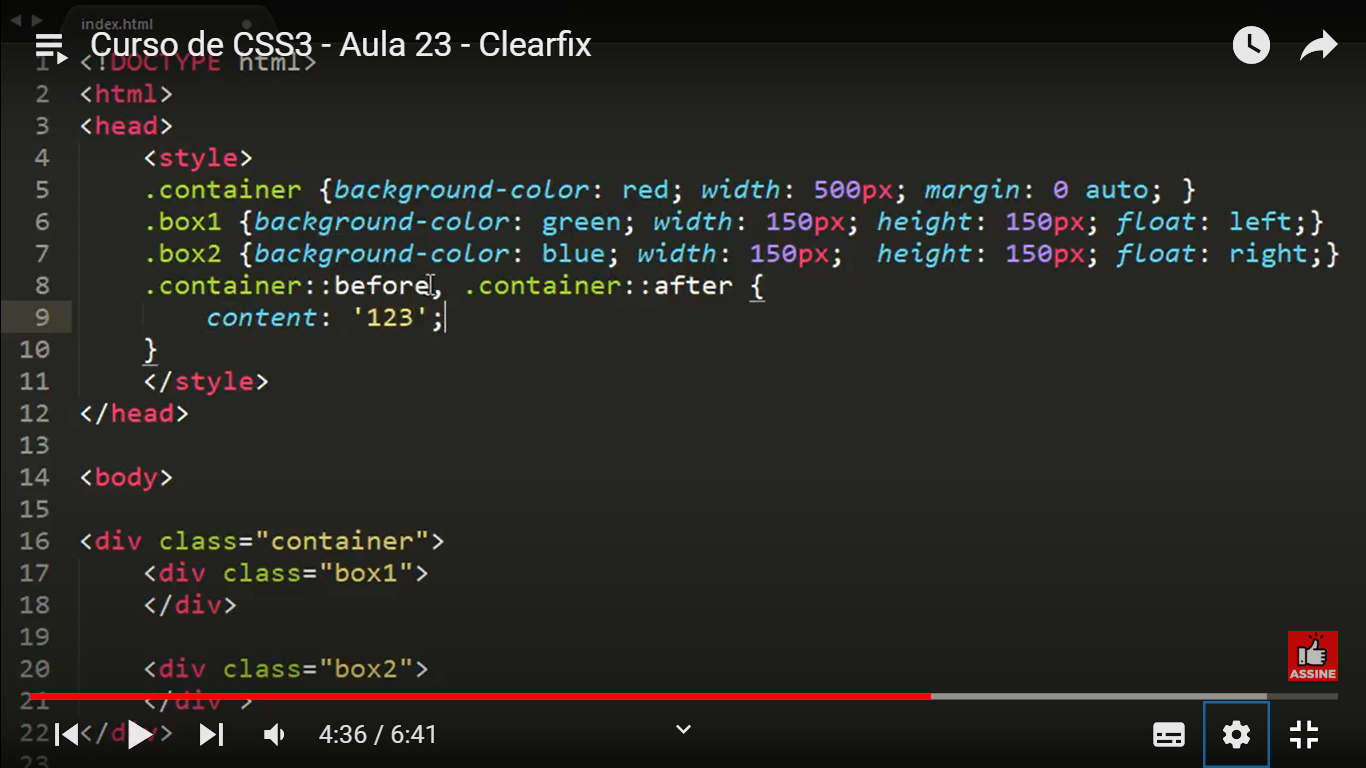 index.html
Curso de CSS3 - Aula 23 - Clearfix
1 <!DOCTYPE html>
2 <html>
3 <head>
4 <style>
5 .container {background-color: red; width: 500px; margin: 0 auto; }
6 .box1 {background-color: green; width: 150px; height: 150px; float: left;}
7 .box2 {background-color: blue; width: 150px;  height: 150px; float: right;}
8 .container::before, .container::after {
9 content: '123';
10 }
11 </style>
12 </head>
13
14 <body>
15
16 <div class="container">
17 <div class="box1">
18 </div>
19
20 <div class="box2">
ASSINE
21 </div >
22 </div>
4:36 / 6:41
23